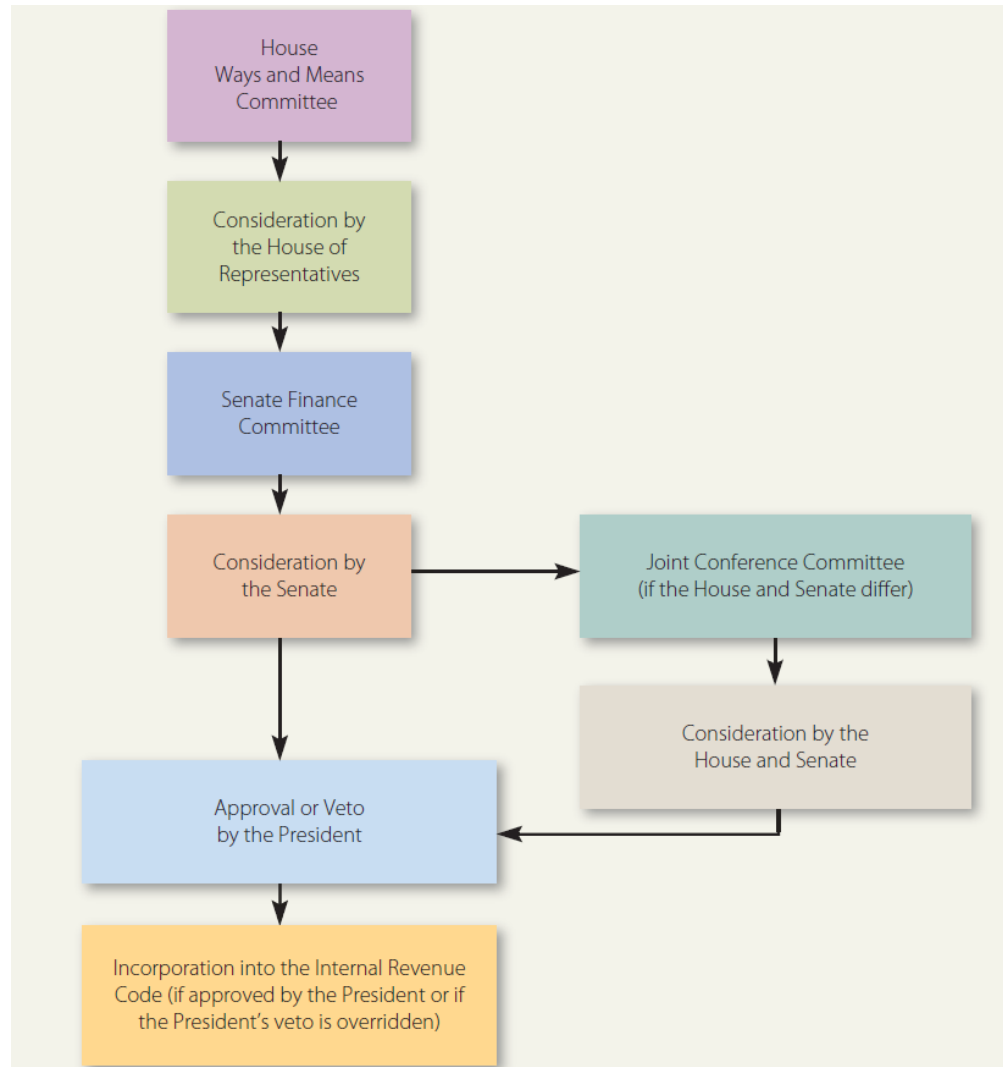 House
Ways and Means
Committee
Consideration by
the House of
Representatives
Senate Finance
Committee
Consideration by
the Senate
Joint Conference Committee
(if the House and Senate differ)
Consideration by the
House and Senate
Approval or Veto
by the President
Incorporation into the Internal Revenue
Code (if approved by the President or if
the President’s veto is overridden)